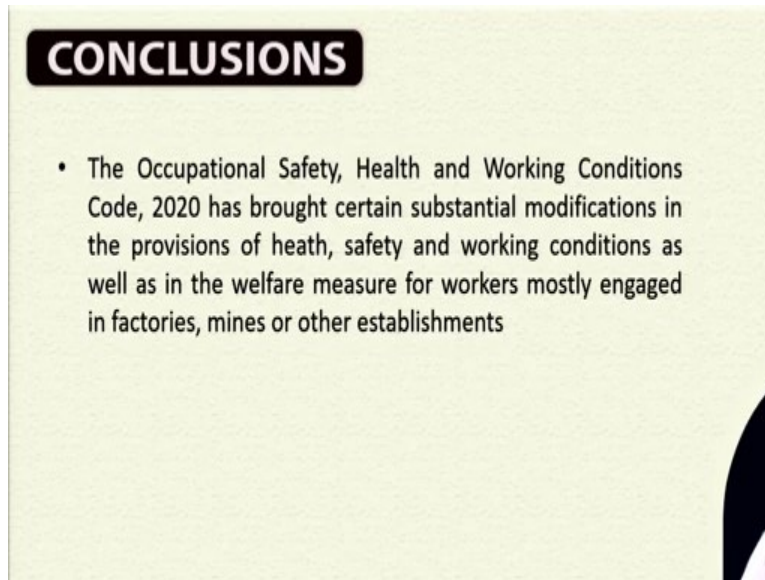 CONCLUSIONS
• The Occupational Safety, Health and Working Conditions
Code, 2020 has brought certain substantial modifications in
the provisions of heath, safety and working conditions as
well as in the welfare measure for workers mostly engaged
in factories, mines or other establishments